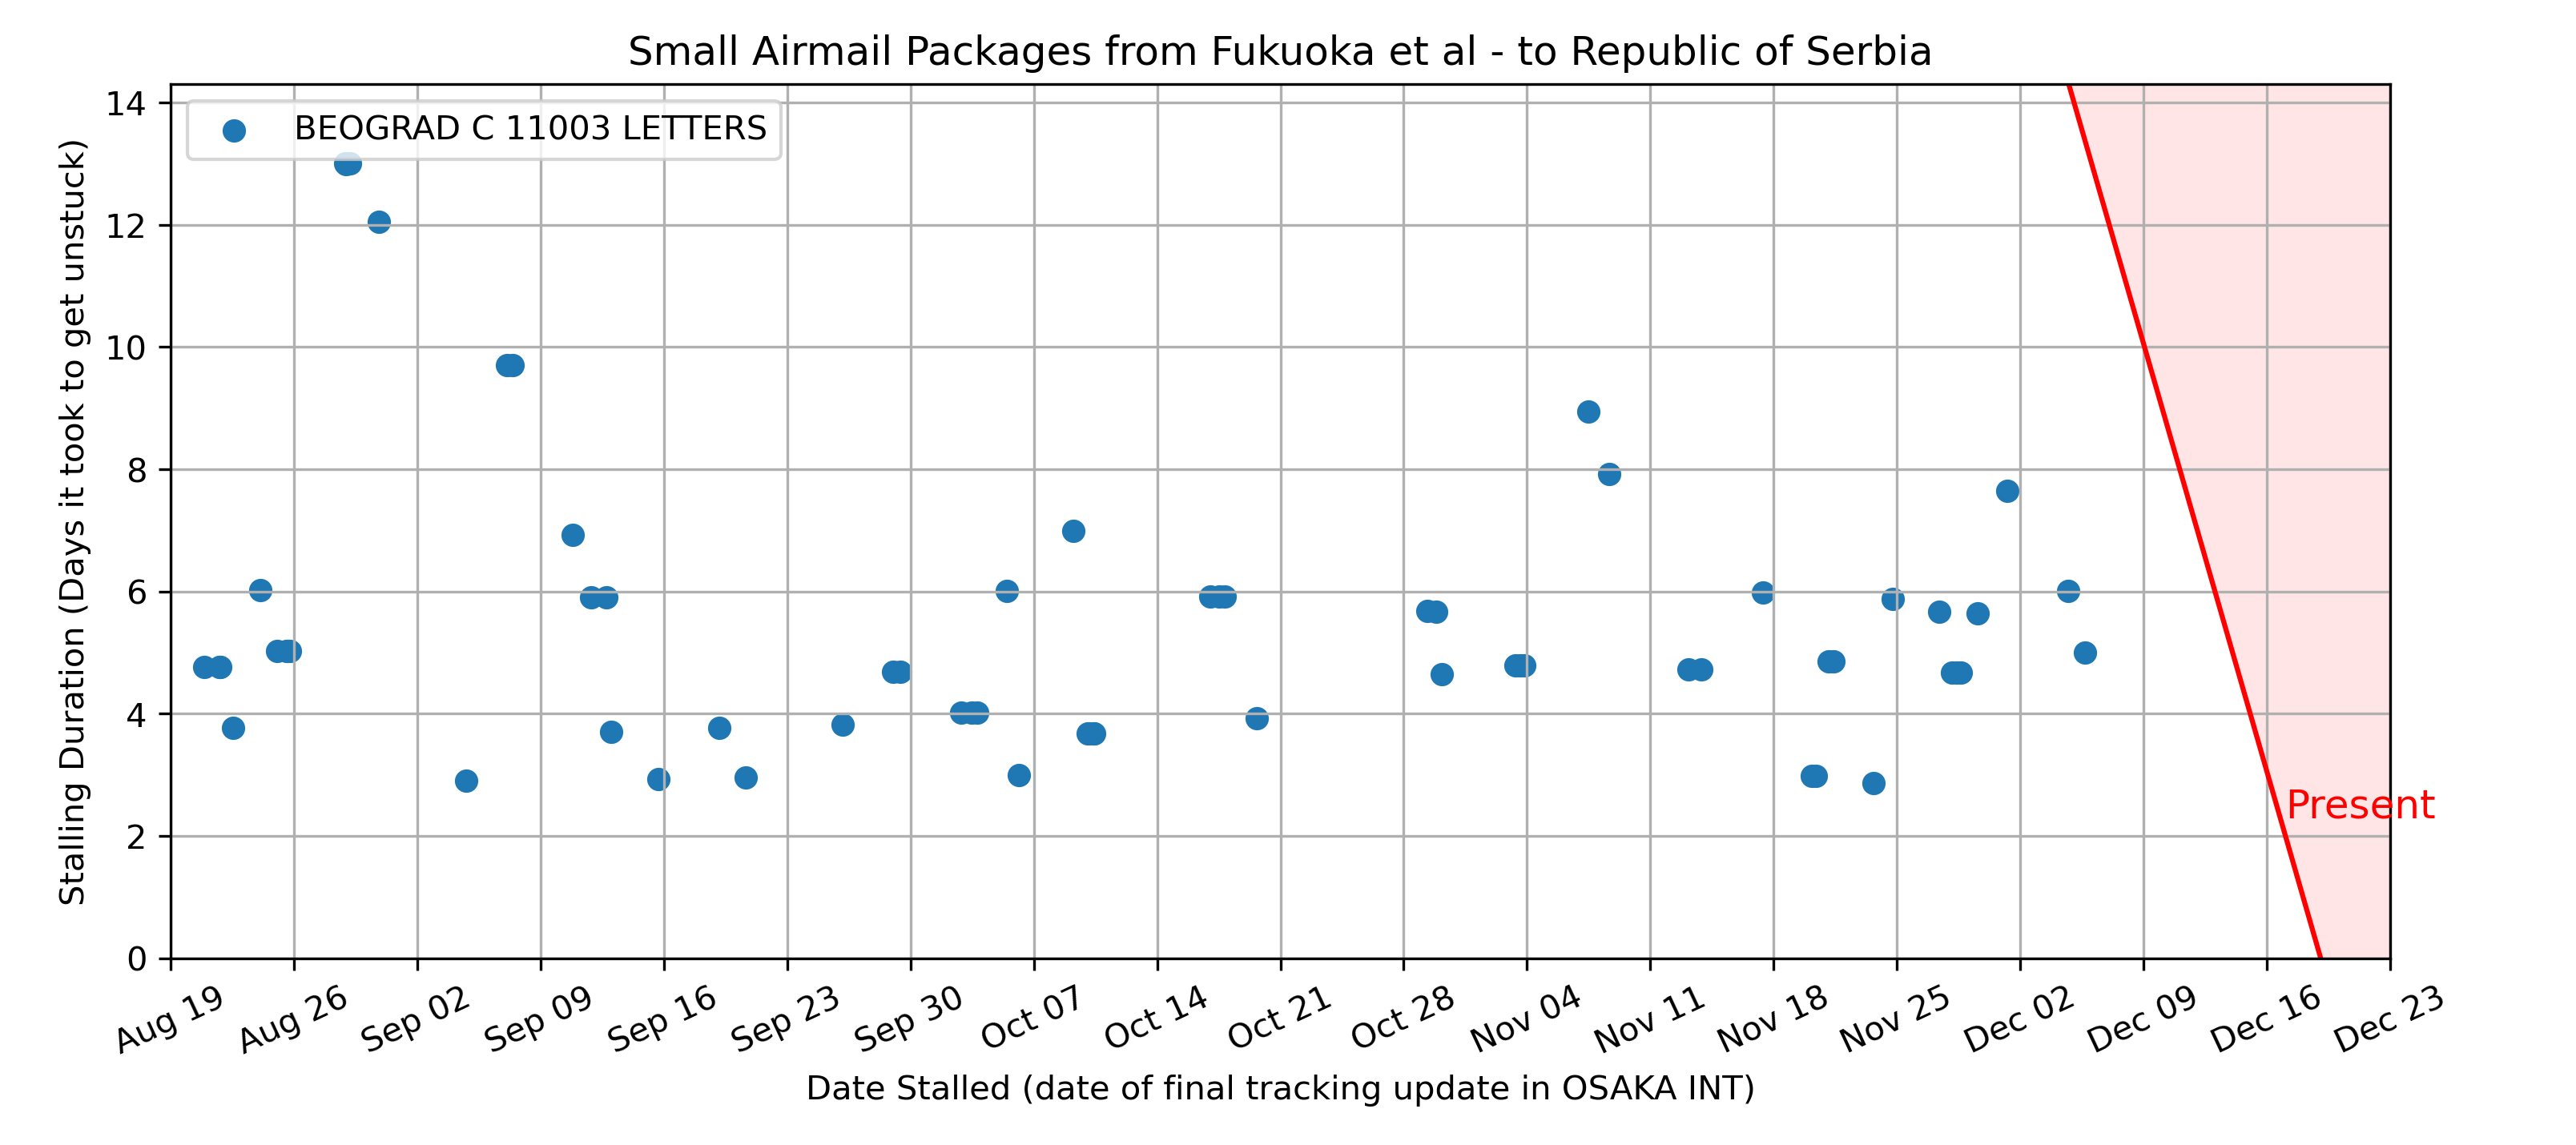 Small Airmail Packages from Fukuoka et al - to Republic of Serbia
BEOGRAD C 11003 LETTERS
Stalling Duration (Days it took to get unstuck)
14
12
10
8
6
4
2
0
Present
Aug 19
Aug 26
Sep 02
Sep 09
Sep 16
Sep 23
Sep 30
Oct 07
Oct 14
Oct 21
Oct 28
Nov 04
Nov 11
Nov 18
Nov 25
Dec 02
Dec 09
Dec 16
Dec 23
Date Stalled (date of final tracking update in OSAKA INT)